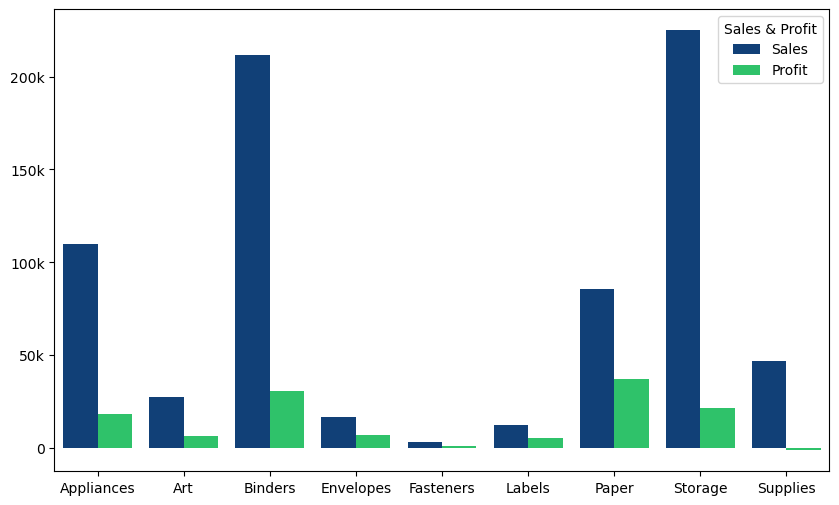 Sales & Profit
Sales
Profit
200k
150k
100k
50k
0
Appliances Art Binders Envelopes Fasteners Labels Paper Storage Supplies